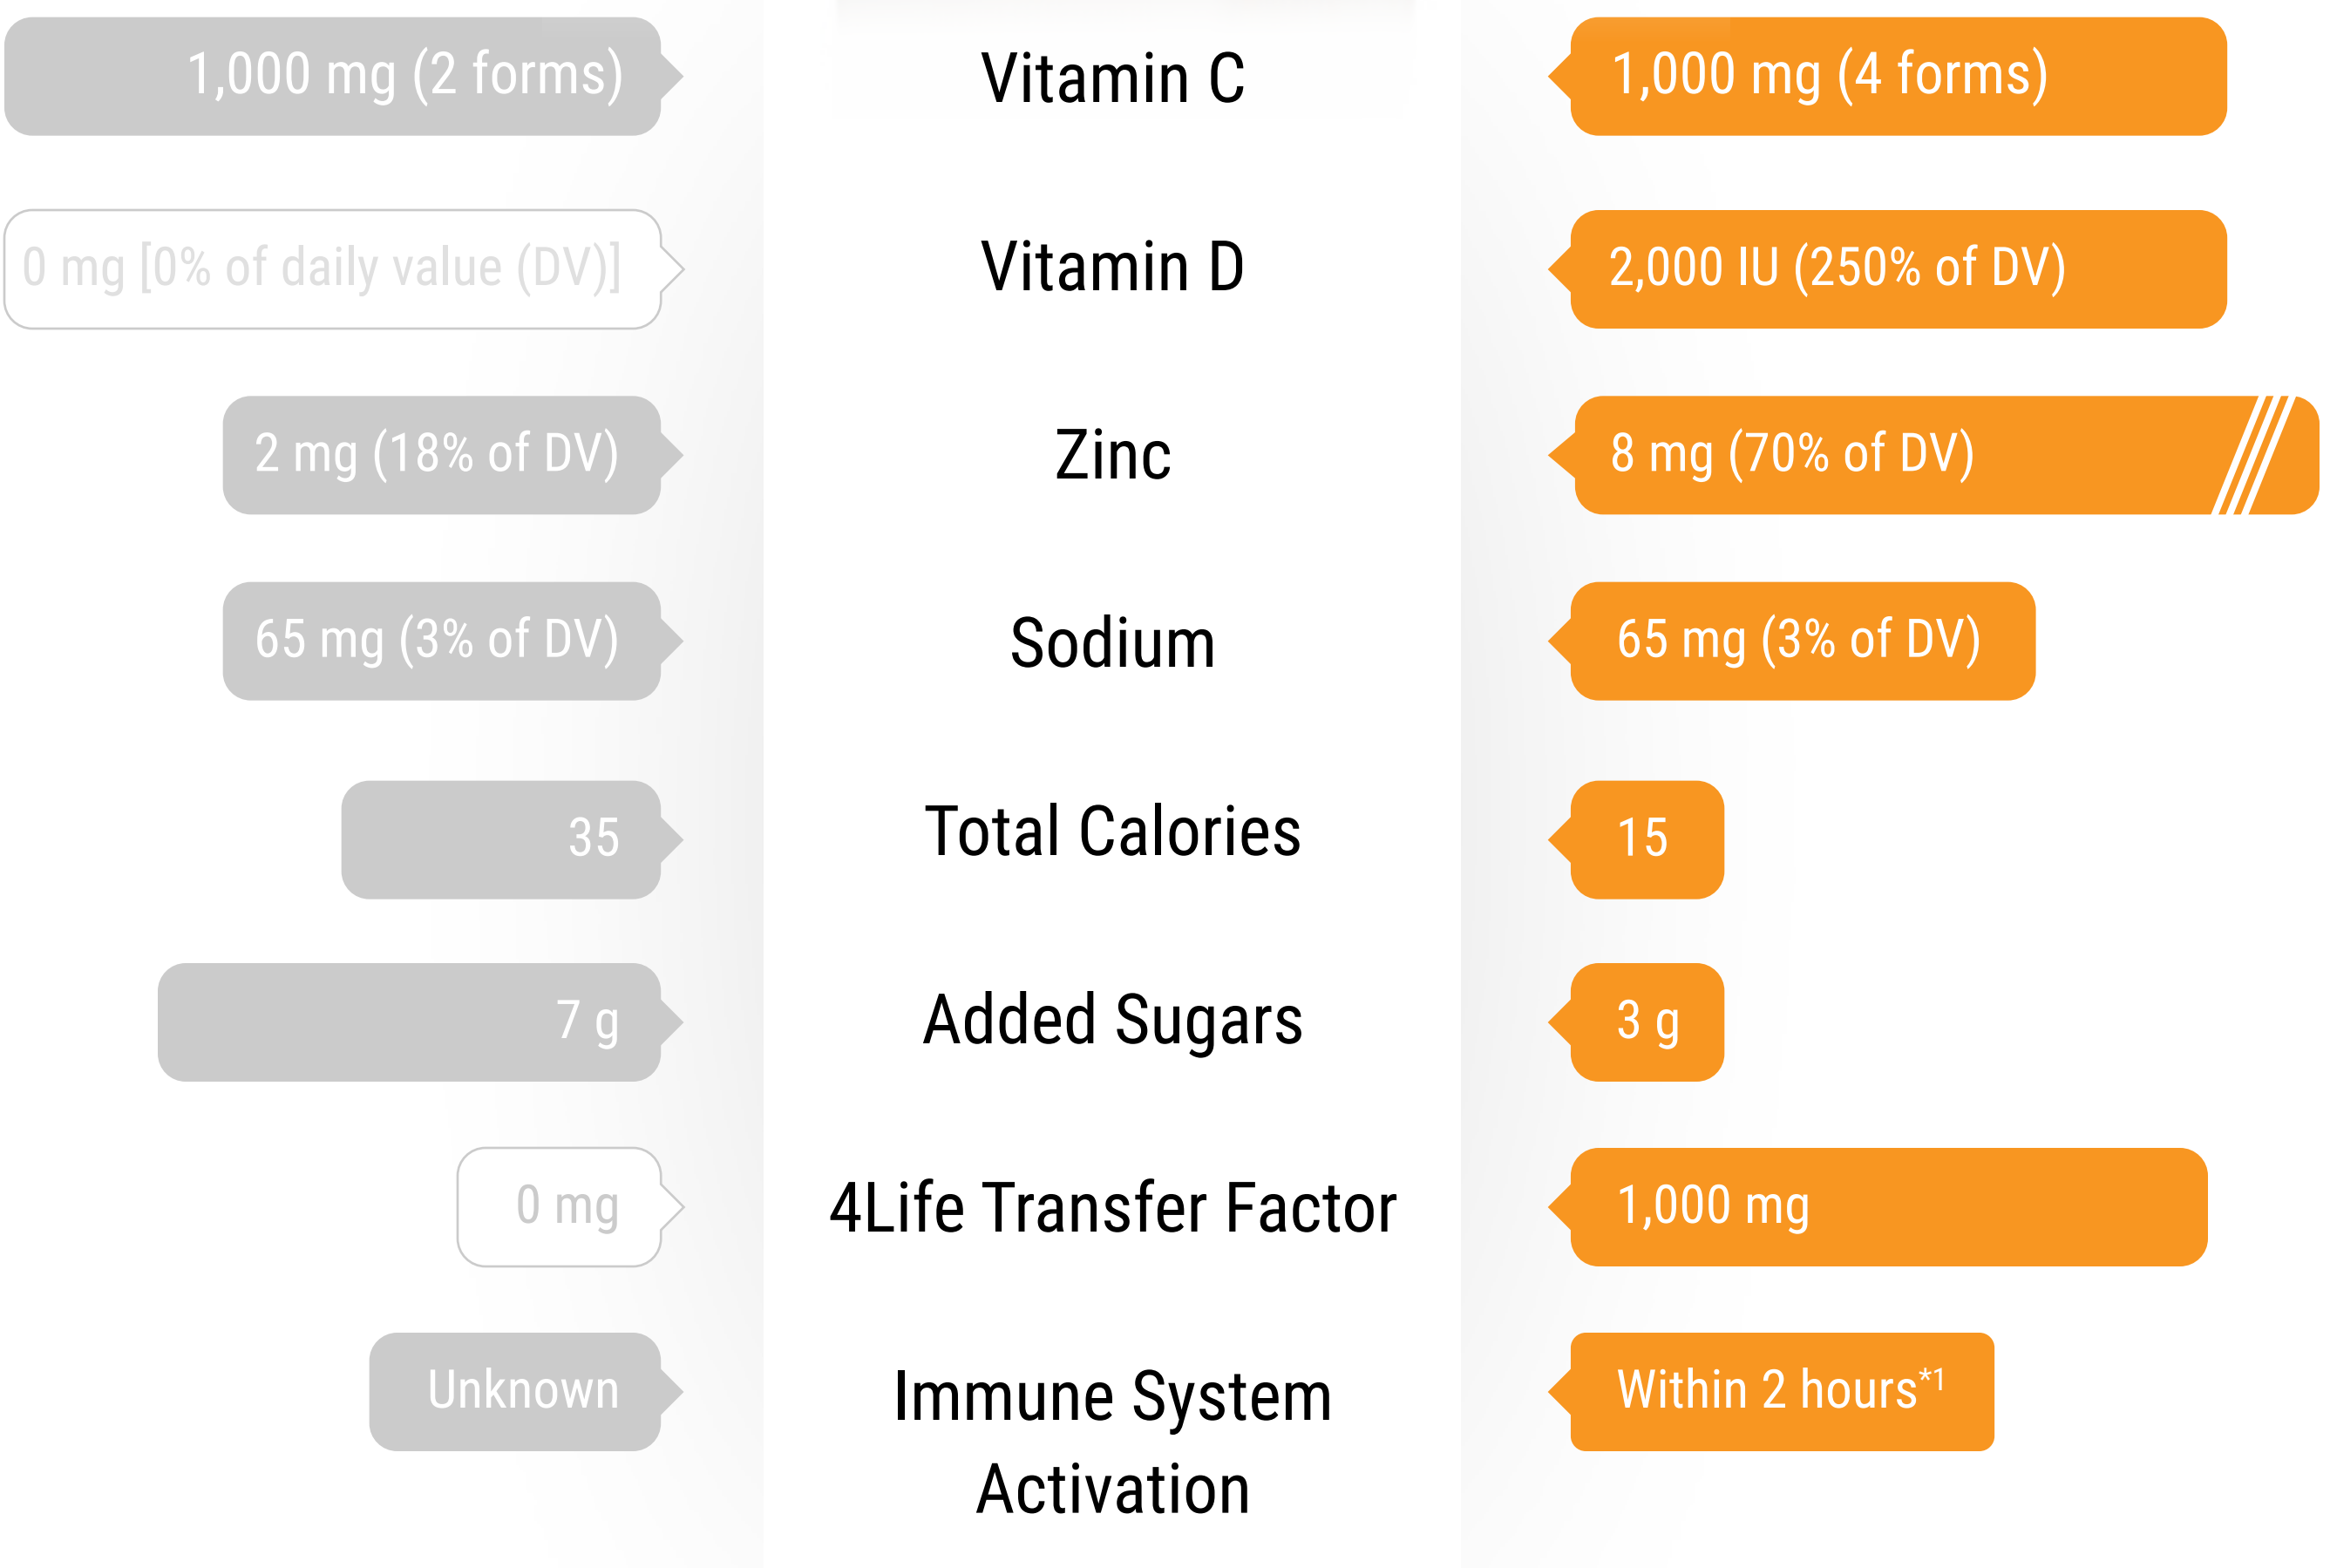 1,000 mg (2 forms) Vitamin C 1,000 mg (4 forms)
0 mg [0% of daily value (DV)] Vitamin D 2,000 IU (250% of DV)
2 mg (18% of DV) Zinc 8 mg (70% of DV)
65 mg (3% of DV) Sodium 65 mg (3% of DV)
35 Total Calories 15
7 g Added Sugars 3 g
0 mg 4Life Transfer Factor 1,000 mg
Unknown Immune System Within 2 hours*1
Activation